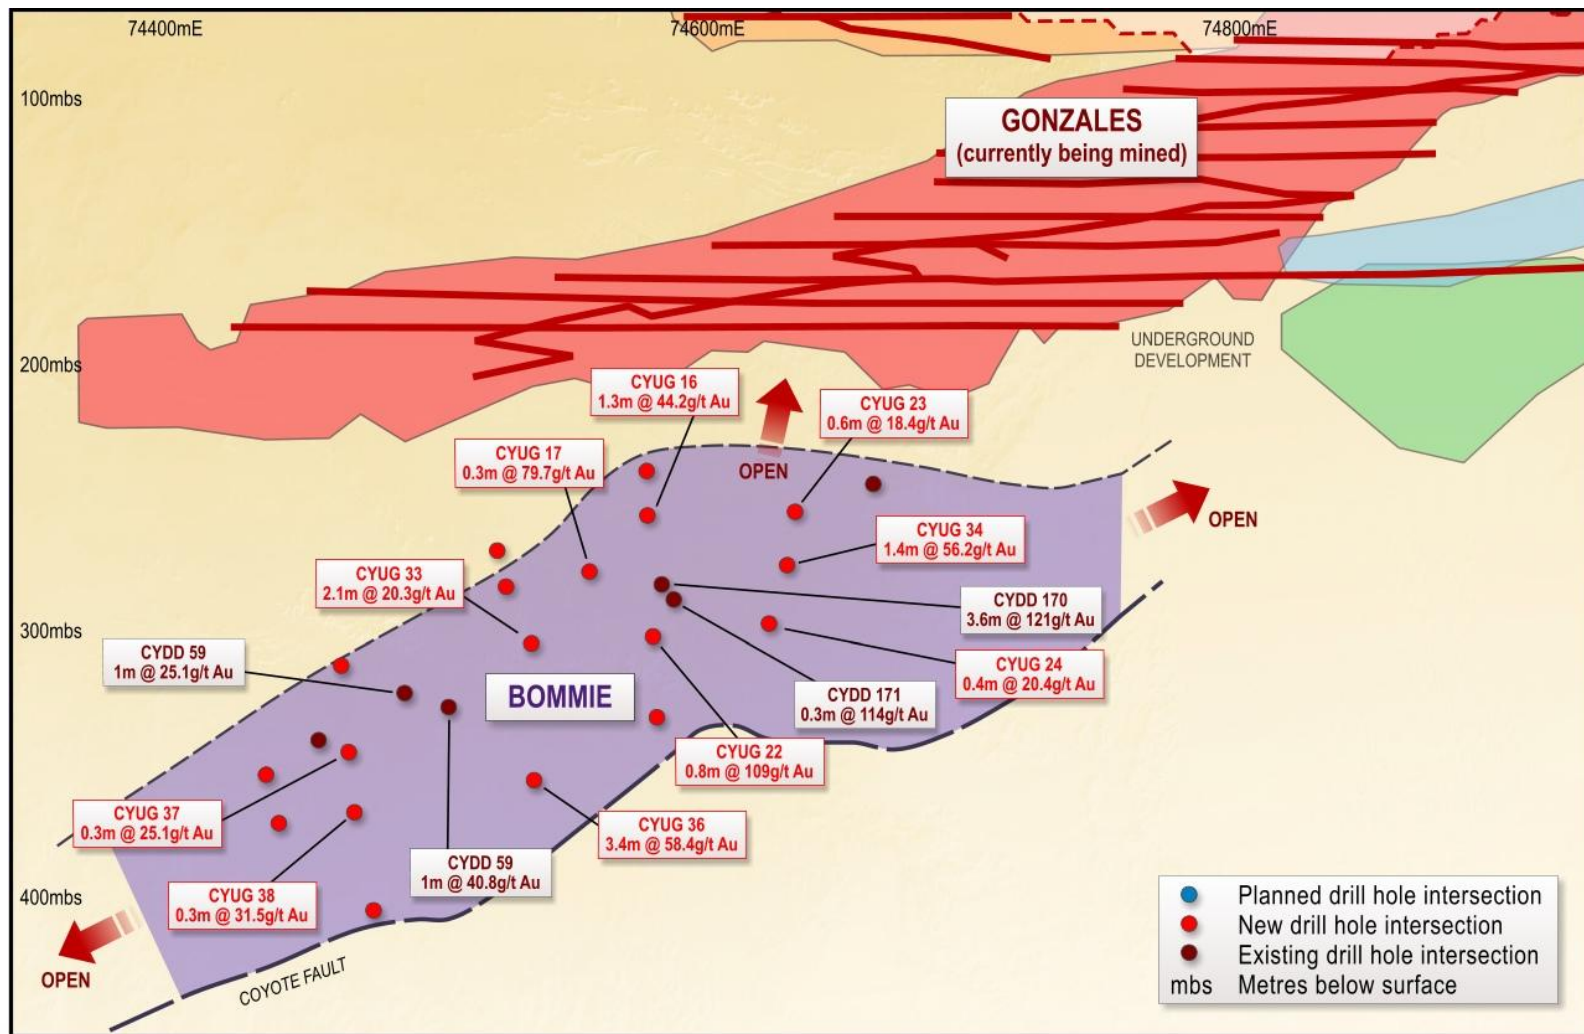 74400mE
74600mE
74800mE
100mbs
GONZALES
(currently being mined)
UNDERGROUND
DEVELOPMENT
200mbs
CYUG 16
1.3m @ 44.2g/t Au
CYUG 23
0.6m @ 18.4g/t Au
CYUG 17
0.3m @ 79.7g/t Au
OPEN
OPEN
CYUG 34
1.4m @ 56.2g/t Au
CYUG 33
2.1m @ 20.3g/t Au
CYDD 170
3.6m @ 121g/t Au
300mbs
CYDD 59
1m @ 25.1g/t Au
CYUG 24
0.4m @ 20.4g/t Au
BOMMIE
CYDD 171
0.3m @ 114g/t Au
CYUG 22
0.8m @ 109g/t Au
CYUG 37
0.3m @ 25.1g/t Au
CYUG 36
3.4m @ 58.4g/t Au
CYDD 59
1m @ 40.8g/t Au
400mbs
CYUG 38
0.3m @ 31.5g/t Au
OPEN
COYOTE FAULT
Planned drill hole intersection
New drill hole intersection
Existing drill hole intersection
mbs Metres below surface